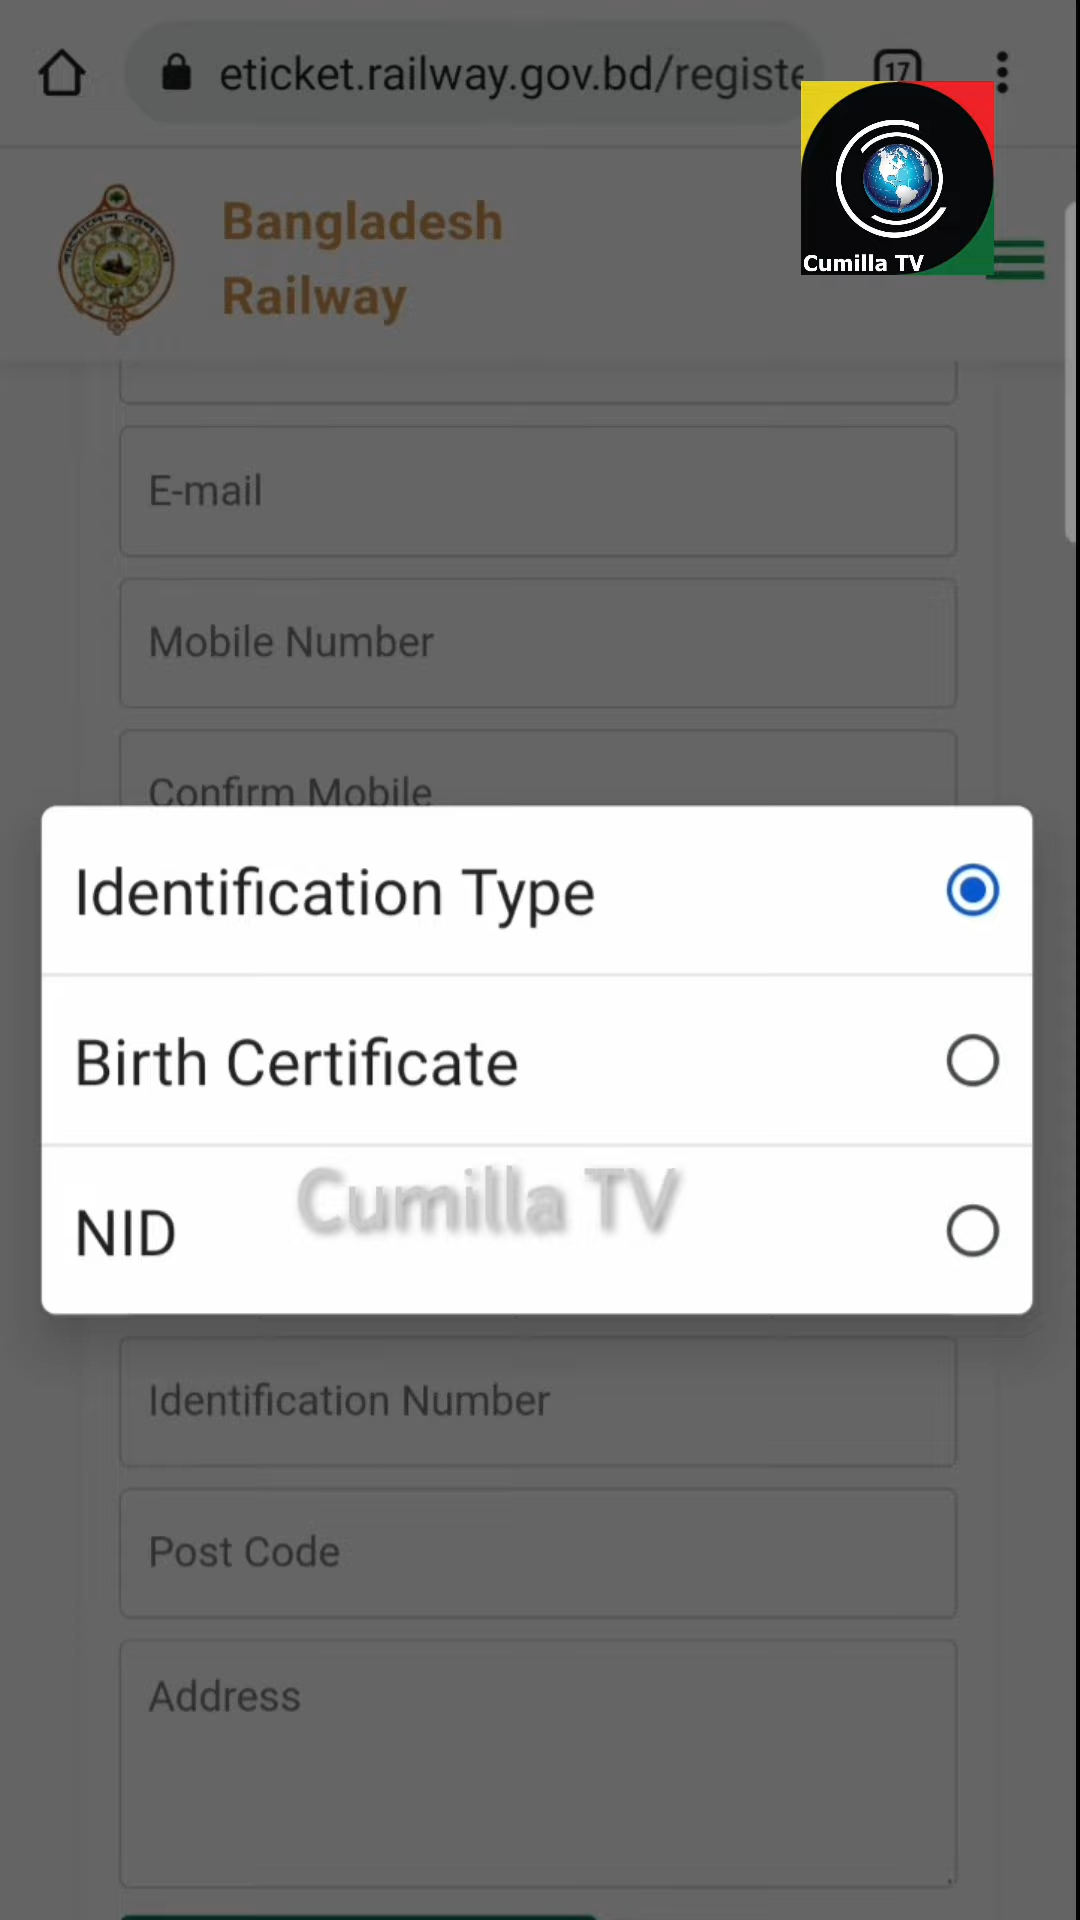 eticket.railway.gov.bd/registe
17
Cumilla TV
Bangladesh
Railway
E-mail
Mobile Number
Confirm Mobile
Identification Type
Birth Certificate
NID
Cumilla TV
Identification Number
Post Code
Address